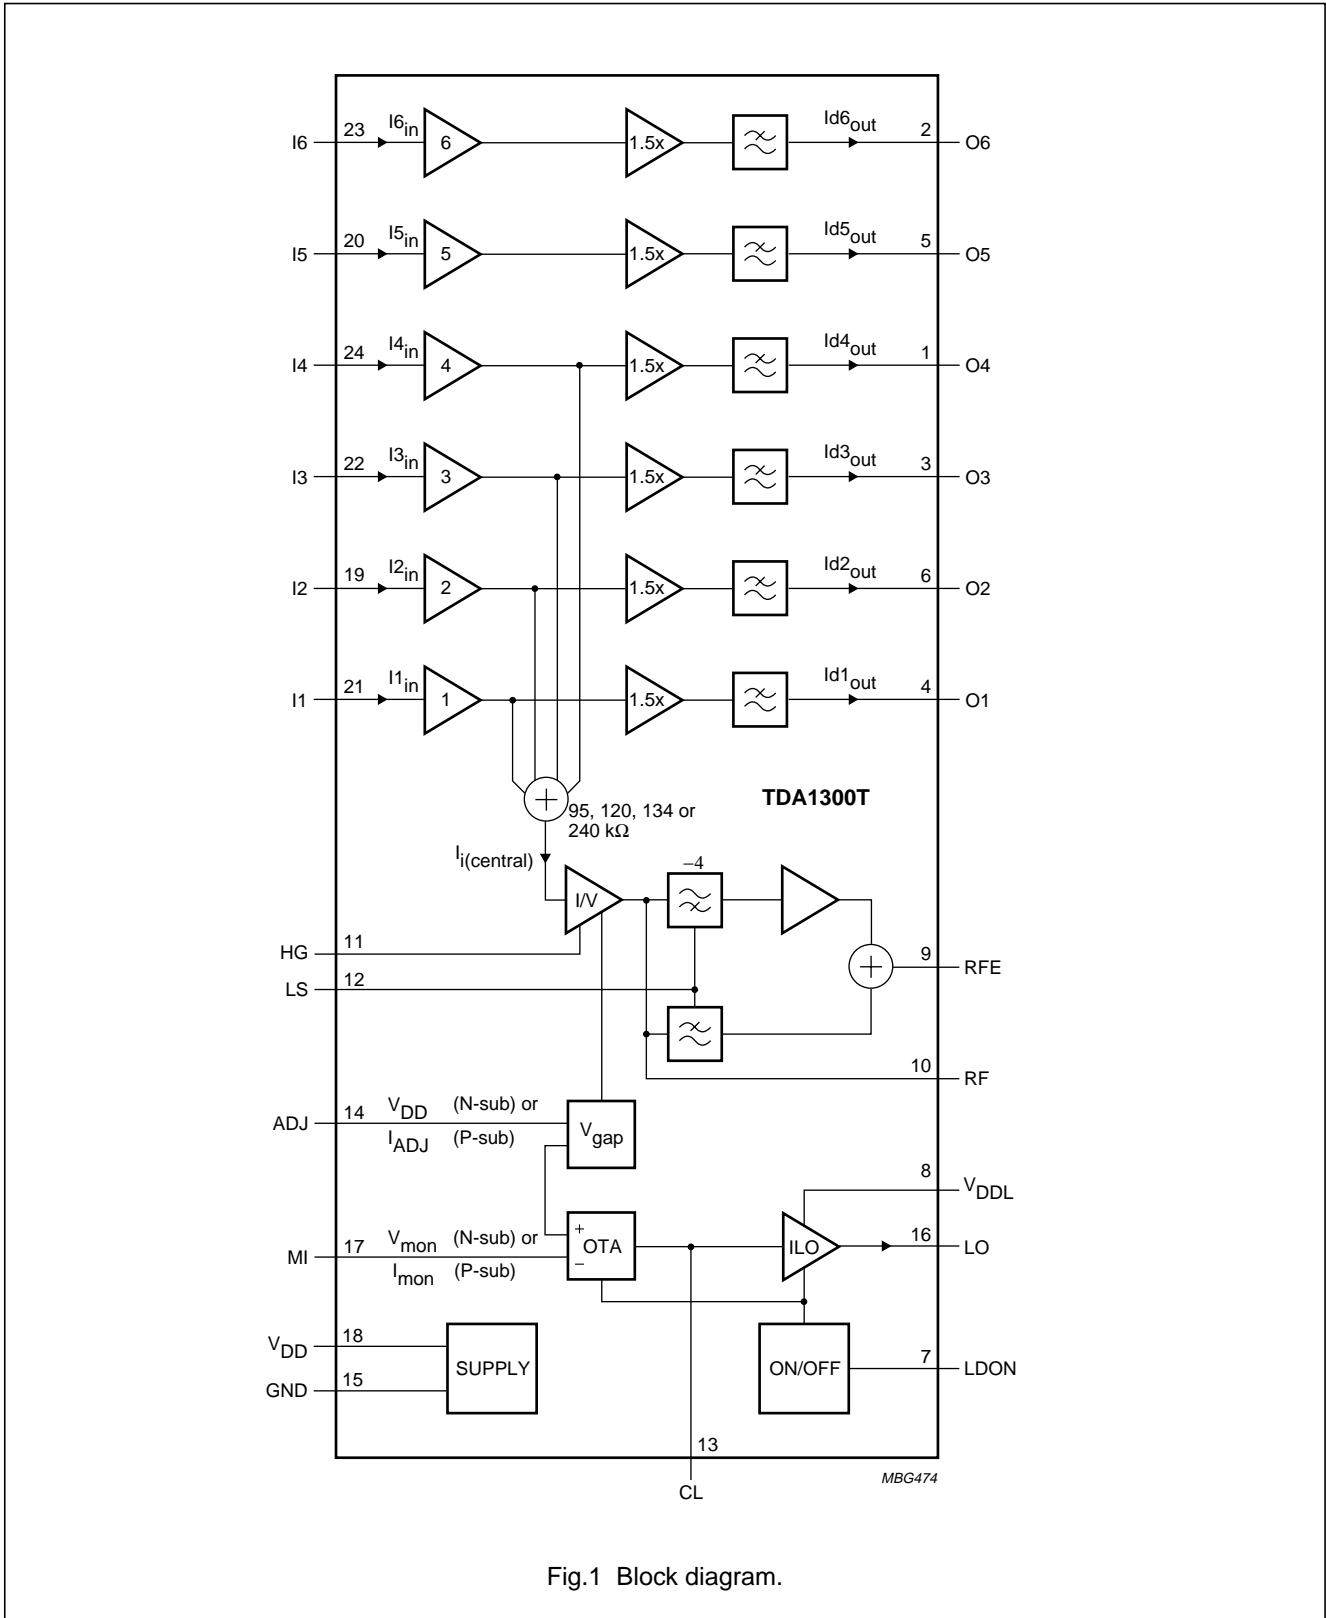 I6 23 I6in 6 1.5x Id6out 2 O6
I5 20 I5in 5 1.5x Id5out 5 O5
I4 24 I4in 4 1.5x Id4out 1 O4
I3 22 I3in 3 1.5x Id3out 3 O3
I2 19 I2in 2 1.5x Id2out 6 O2
I1 21 I1in 1 1.5x Id1out 4 O1
TDA1300T
+ 95, 120, 134 or
240 kΩ
Ii(central)
−4
I/V
HG 11
+ 9 RFE
LS 12
10 RF
ADJ 14 VDD (N-sub) or
IADJ (P-sub)
Vgap
8 VDDL
MI 17 Vmon (N-sub) or
Imon (P-sub)
+
− OTA
ILO 16 LO
VDD 18
GND 15
SUPPLY
ON/OFF 7 LDON
13
CL
MBG474
Fig.1 Block diagram.